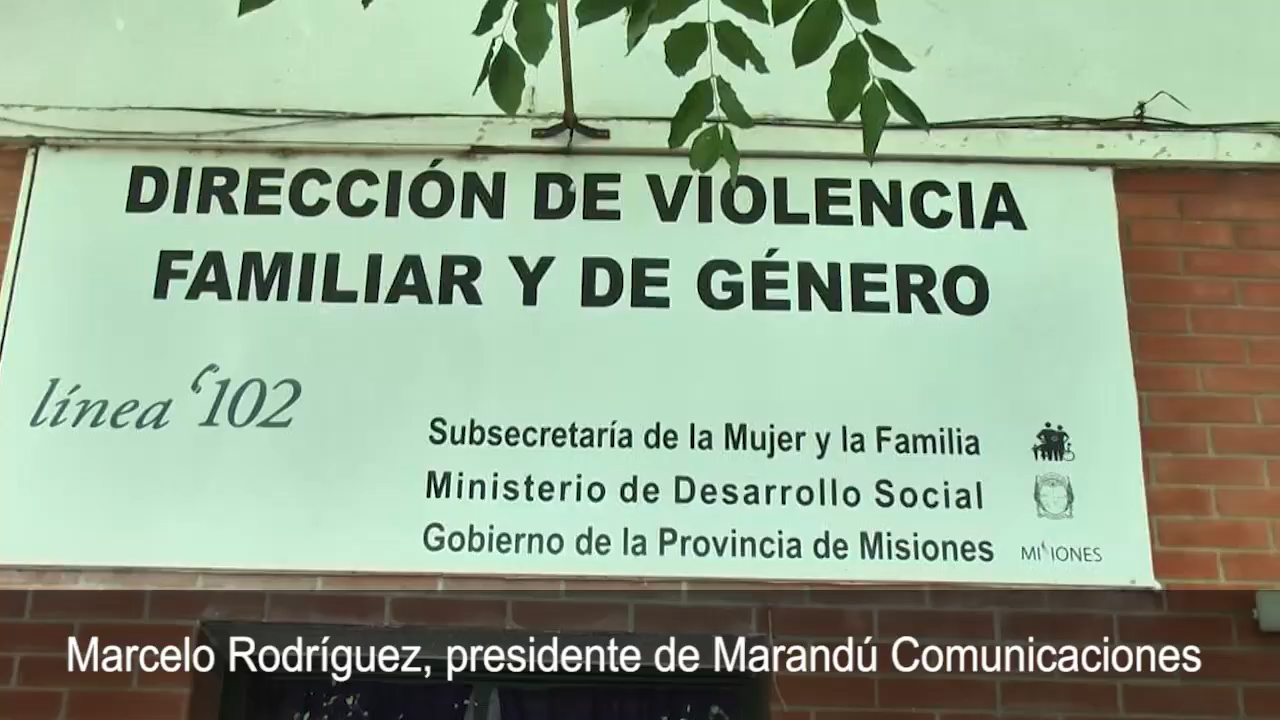 DIRECCIÓN DE VIOLENCIA
FAMILIAR Y DE GÉNERO
línea '102
Subsecretaría de la Mujer y la Familia
Ministerio de Desarrollo Social
Gobierno de la Provincia de Misiones
MISIONES
Marcelo Rodríguez, presidente de Marandú Comunicaciones